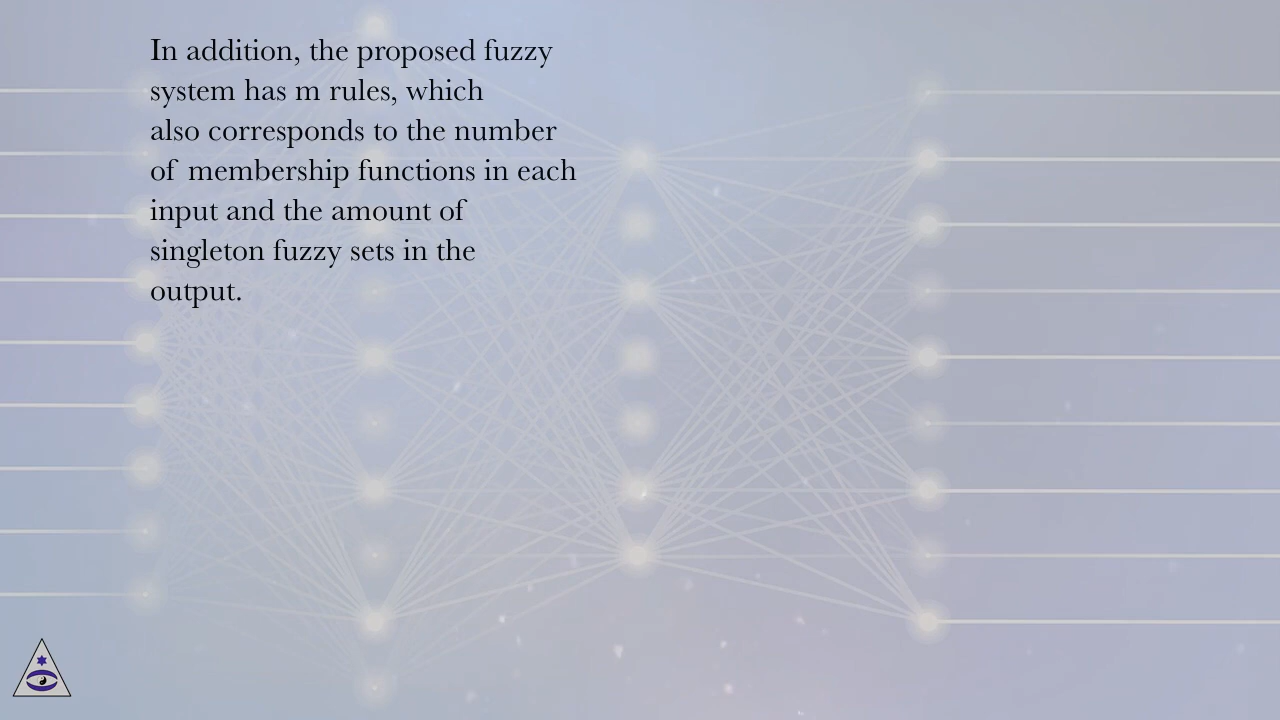 In addition, the proposed fuzzy
system has m rules, which
also corresponds to the number
of membership functions in each
input and the amount of
singleton fuzzy sets in the
output.